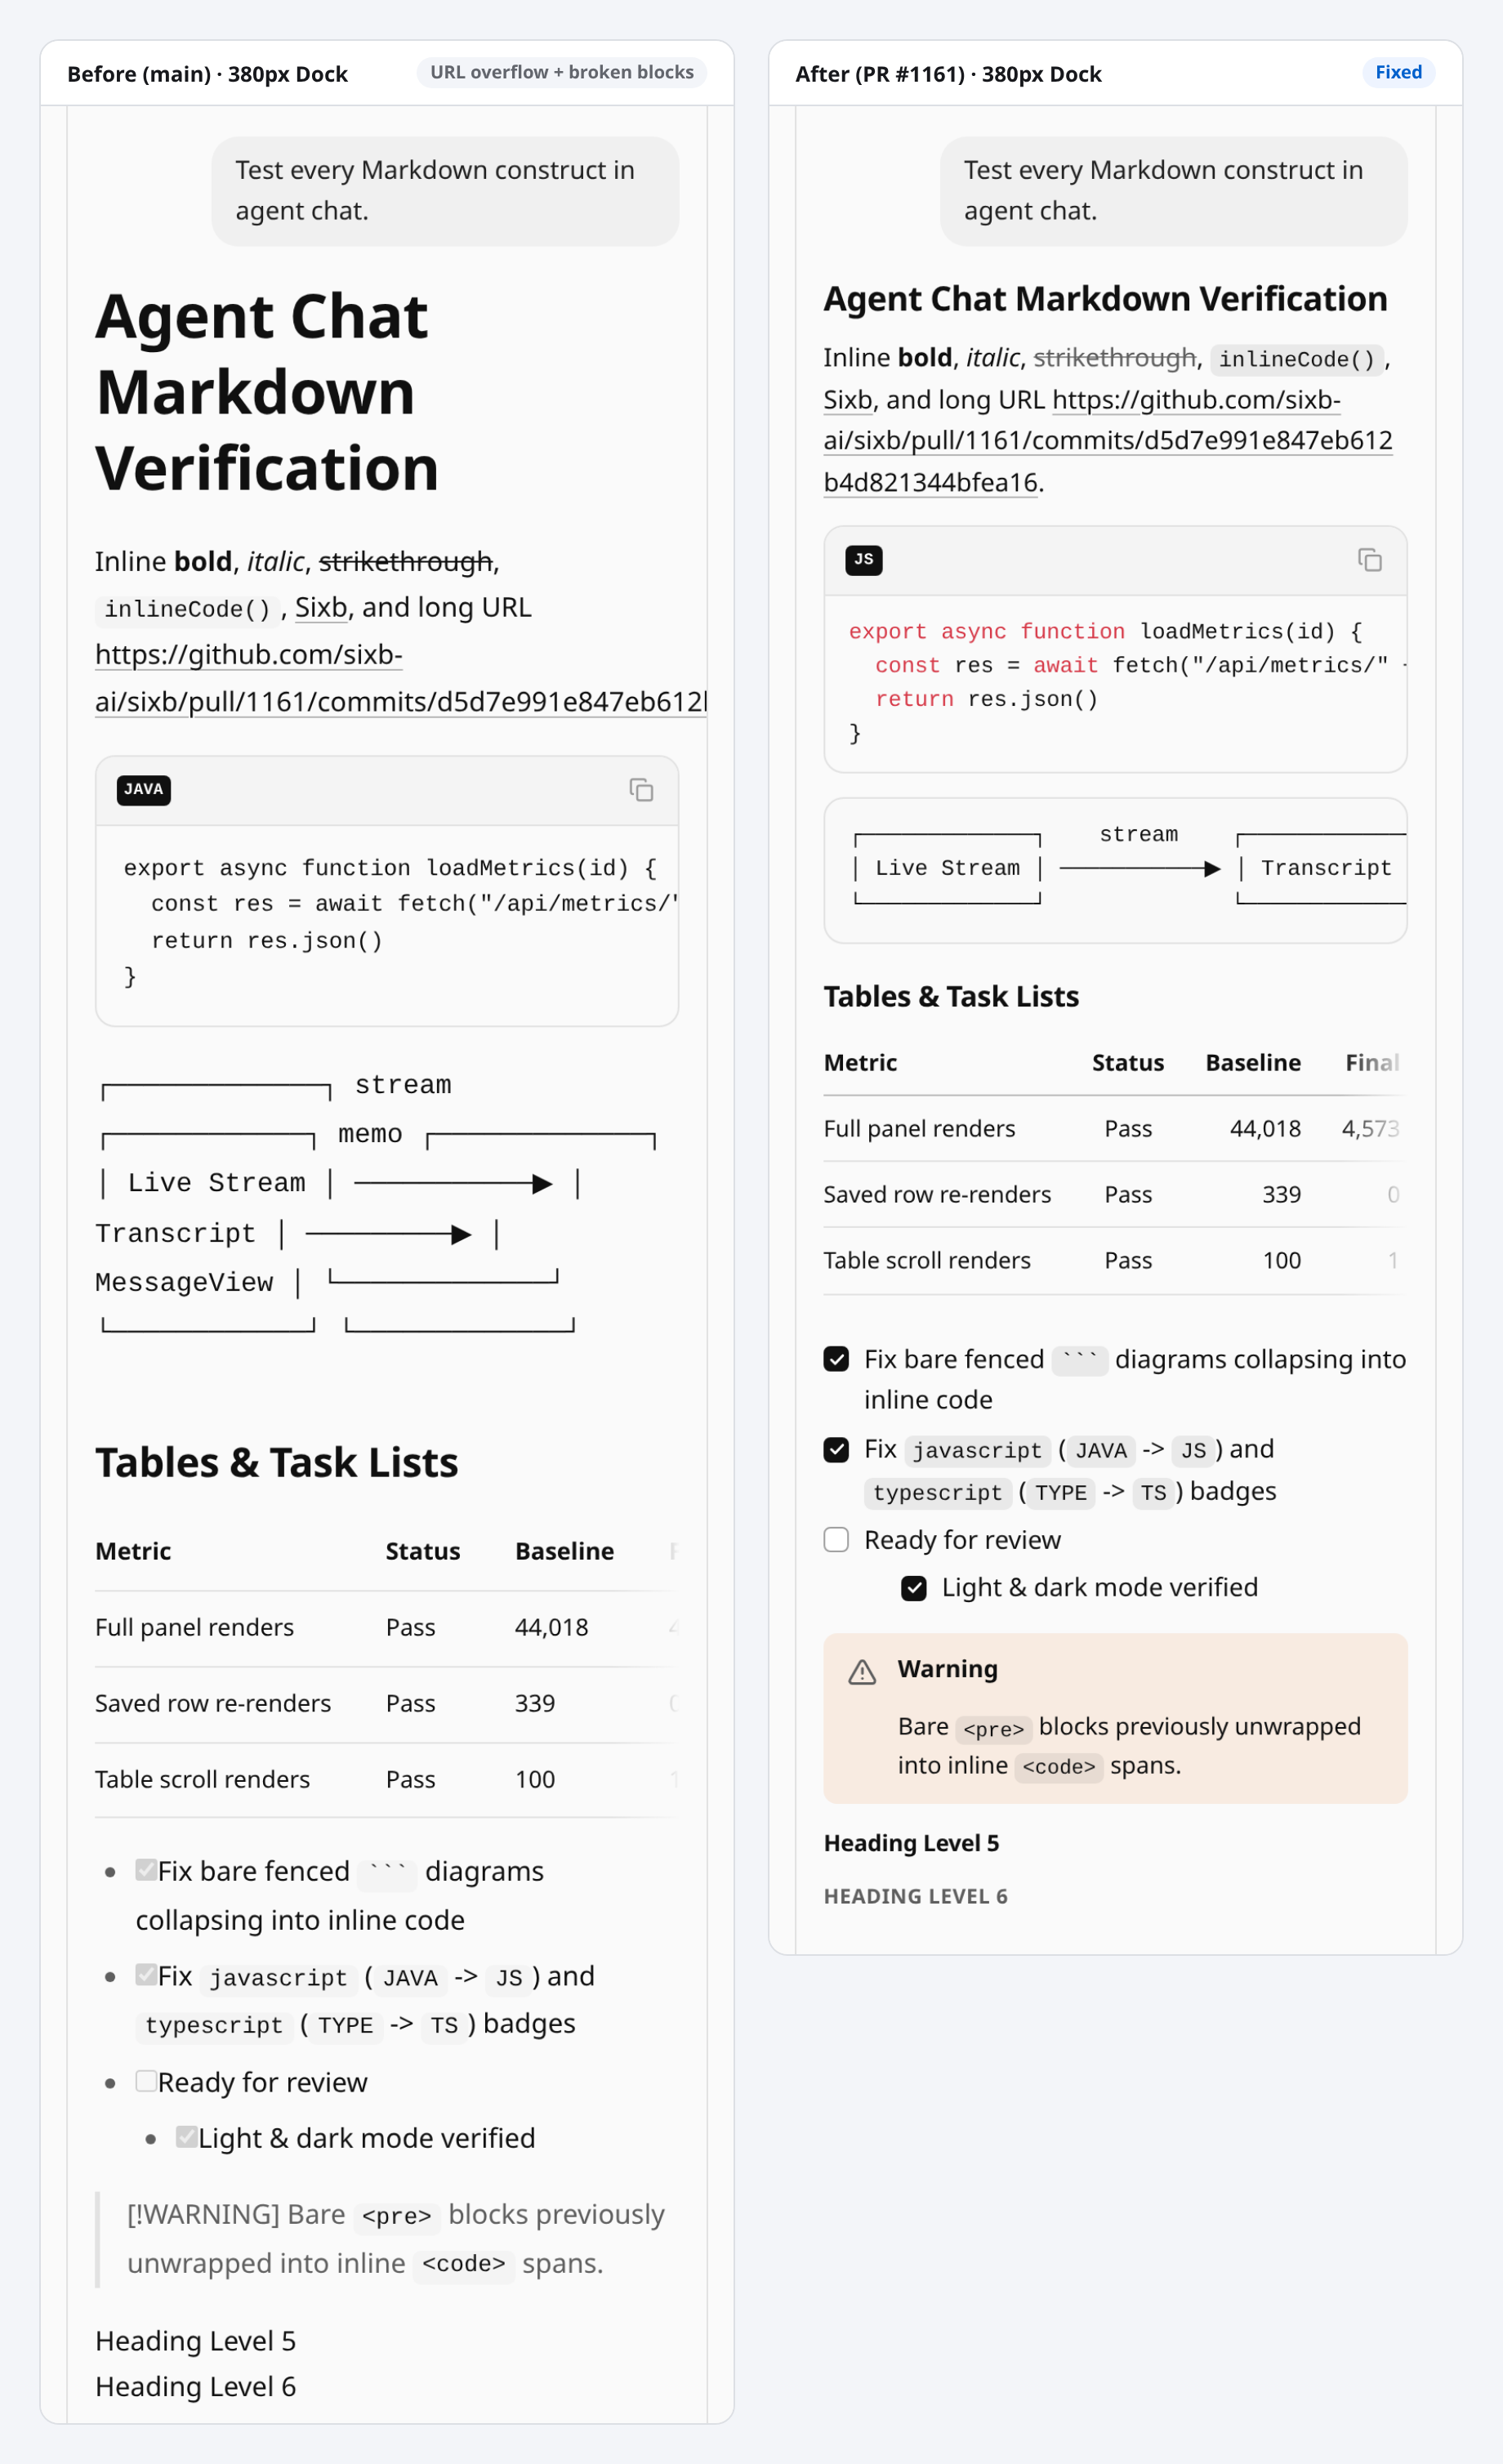 Before (main) · 380px Dock
URL overflow + broken blocks
Test every Markdown construct in
agent chat.
Agent Chat
Markdown
Verification
Inline bold, italic, strikethrough,
inlineCode(), Sixb, and long URL
https://github.com/sixb-
ai/sixb/pull/1161/commits/d5d7e991e847eb612
JAVA
export async function loadMetrics(id) {
  const res = await fetch("/api/metrics/"
  return res.json()
}
stream
memo
Live Stream
Transcript
MessageView
Tables & Task Lists
Metric Status Baseline
Full panel renders Pass 44,018 4
Saved row re-renders Pass 339 0
Table scroll renders Pass 100 1
Fix bare fenced ``` diagrams
collapsing into inline code
Fix javascript (JAVA -> JS) and
typescript (TYPE -> TS) badges
Ready for review
Light & dark mode verified
[!WARNING] Bare <pre> blocks previously
unwrapped into inline <code> spans.
Heading Level 5
Heading Level 6
After (PR #1161) · 380px Dock
Fixed
Test every Markdown construct in
agent chat.
Agent Chat Markdown Verification
Inline bold, italic, strikethrough, inlineCode(),
Sixb, and long URL https://github.com/sixb-
ai/sixb/pull/1161/commits/d5d7e991e847eb612
b4d821344bfea16.
JS
export async function loadMetrics(id) {
  const res = await fetch("/api/metrics/"
  return res.json()
}
stream
Live Stream
Transcript
Tables & Task Lists
Metric Status Baseline Final
Full panel renders Pass 44,018 4,573
Saved row re-renders Pass 339 0
Table scroll renders Pass 100 1
Fix bare fenced ``` diagrams collapsing into
inline code
Fix javascript (JAVA -> JS) and
typescript (TYPE -> TS) badges
Ready for review
Light & dark mode verified
Warning
Bare <pre> blocks previously unwrapped
into inline <code> spans.
Heading Level 5
HEADING LEVEL 6